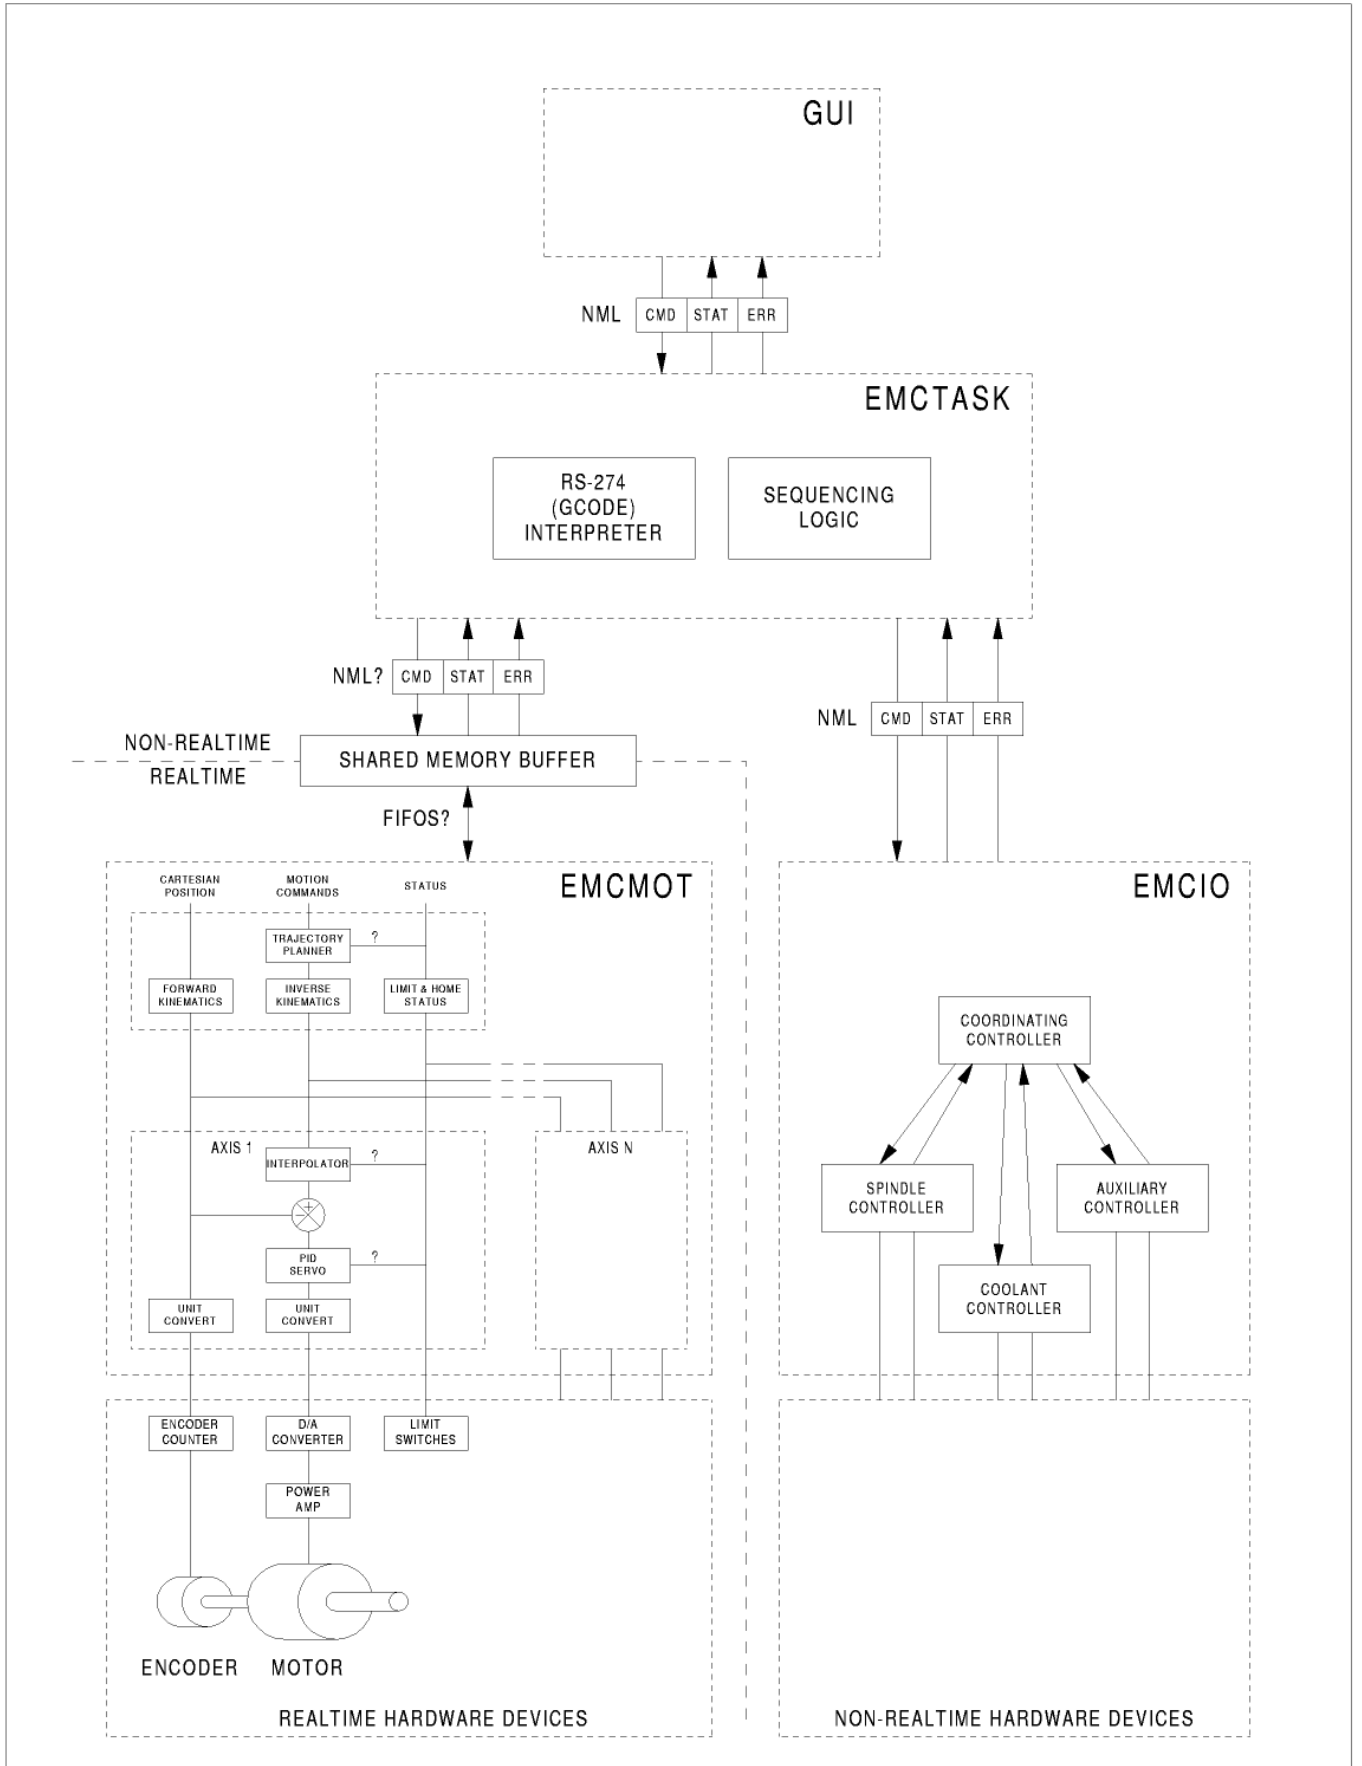 GUI
NML
CMD
STAT
ERR
EMCTASK
RS-274
(GCODE)
INTERPRETER
SEQUENCING
LOGIC
NML?
CMD
STAT
ERR
NML
CMD
STAT
ERR
NON-REALTIME
REALTIME
SHARED MEMORY BUFFER
FIFOS?
EMCMOT
CARTESIAN
POSITION
MOTION
COMMANDS
STATUS
TRAJECTORY
PLANNER
?
FORWARD
KINEMATICS
INVERSE
KINEMATICS
LIMIT & HOME
STATUS
AXIS 1
INTERPOLATOR
?
+
−
PID
SERVO
?
UNIT
CONVERT
UNIT
CONVERT
AXIS N
EMCIO
COORDINATING
CONTROLLER
SPINDLE
CONTROLLER
AUXILIARY
CONTROLLER
COOLANT
CONTROLLER
ENCODER
COUNTER
D/A
CONVERTER
LIMIT
SWITCHES
POWER
AMP
ENCODER
MOTOR
REALTIME HARDWARE DEVICES
NON-REALTIME HARDWARE DEVICES